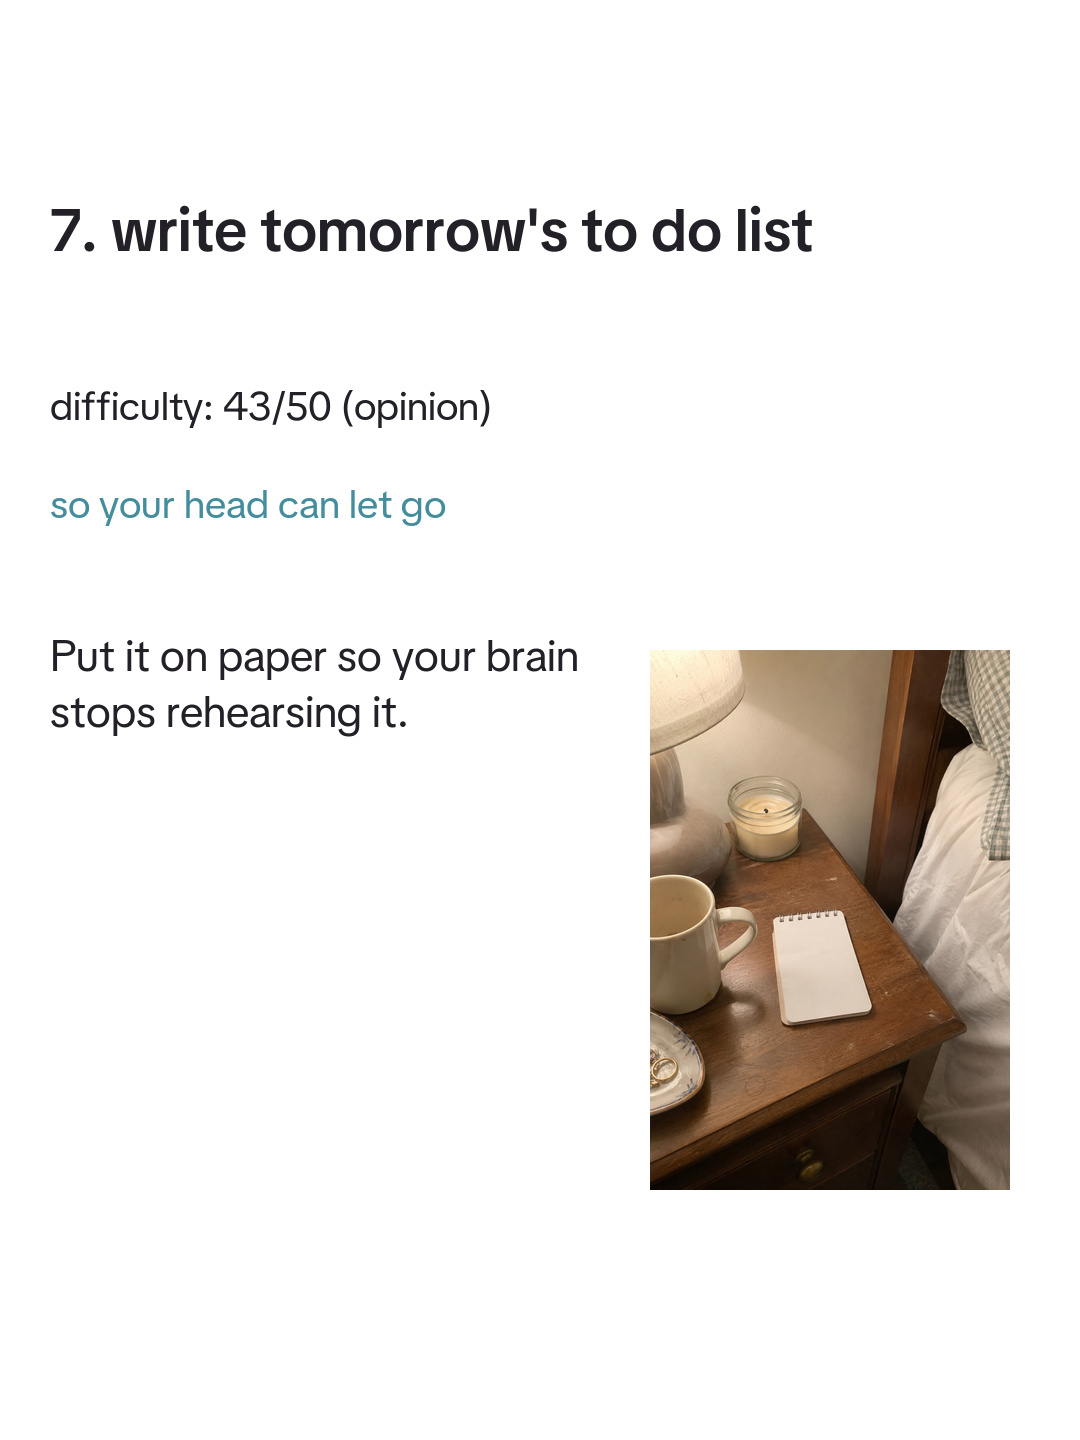 7. write tomorrow's to do list
difficulty: 43/50 (opinion)
so your head can let go
Put it on paper so your brain
stops rehearsing it.